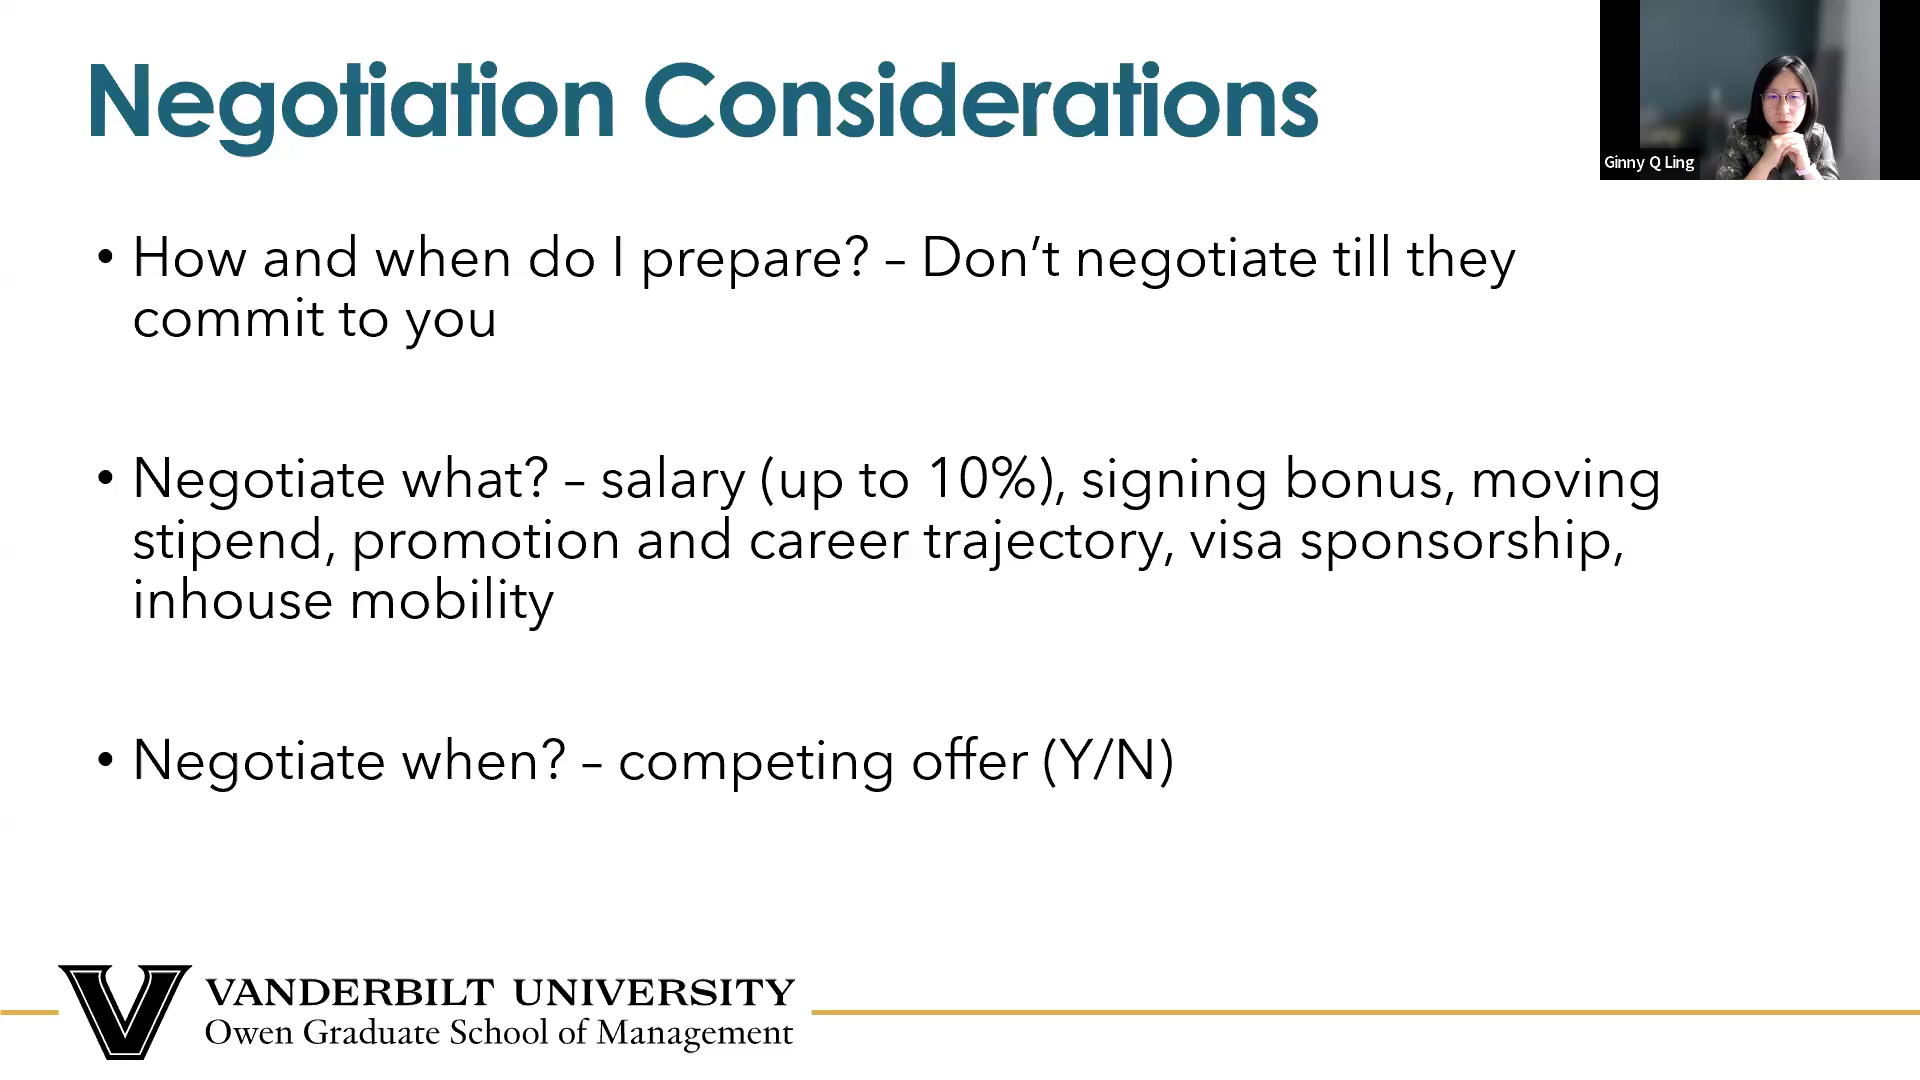 Negotiation Considerations
Ginny Q Ling
• How and when do I prepare? – Don’t negotiate till they
commit to you
• Negotiate what? – salary (up to 10%), signing bonus, moving
stipend, promotion and career trajectory, visa sponsorship,
inhouse mobility
• Negotiate when? – competing offer (Y/N)
V
VANDERBILT UNIVERSITY
Owen Graduate School of Management